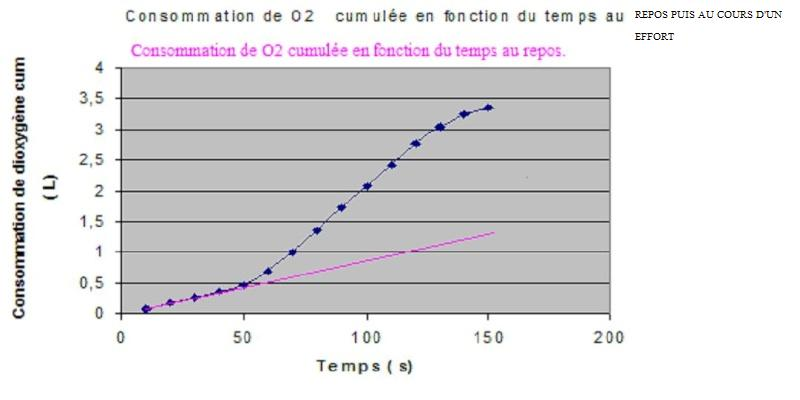 Consommation de O2 cumulée en fonction du temps au REPOS PUIS AU COURS D'UN
EFFORT
Consommation de O2 cumulée en fonction du temps au repos.
Consommation de dioxygène cum
(L)
4
3,5
3
2,5
2
1,5
1
0,5
0
0 50 100 150 200
Temps (s)